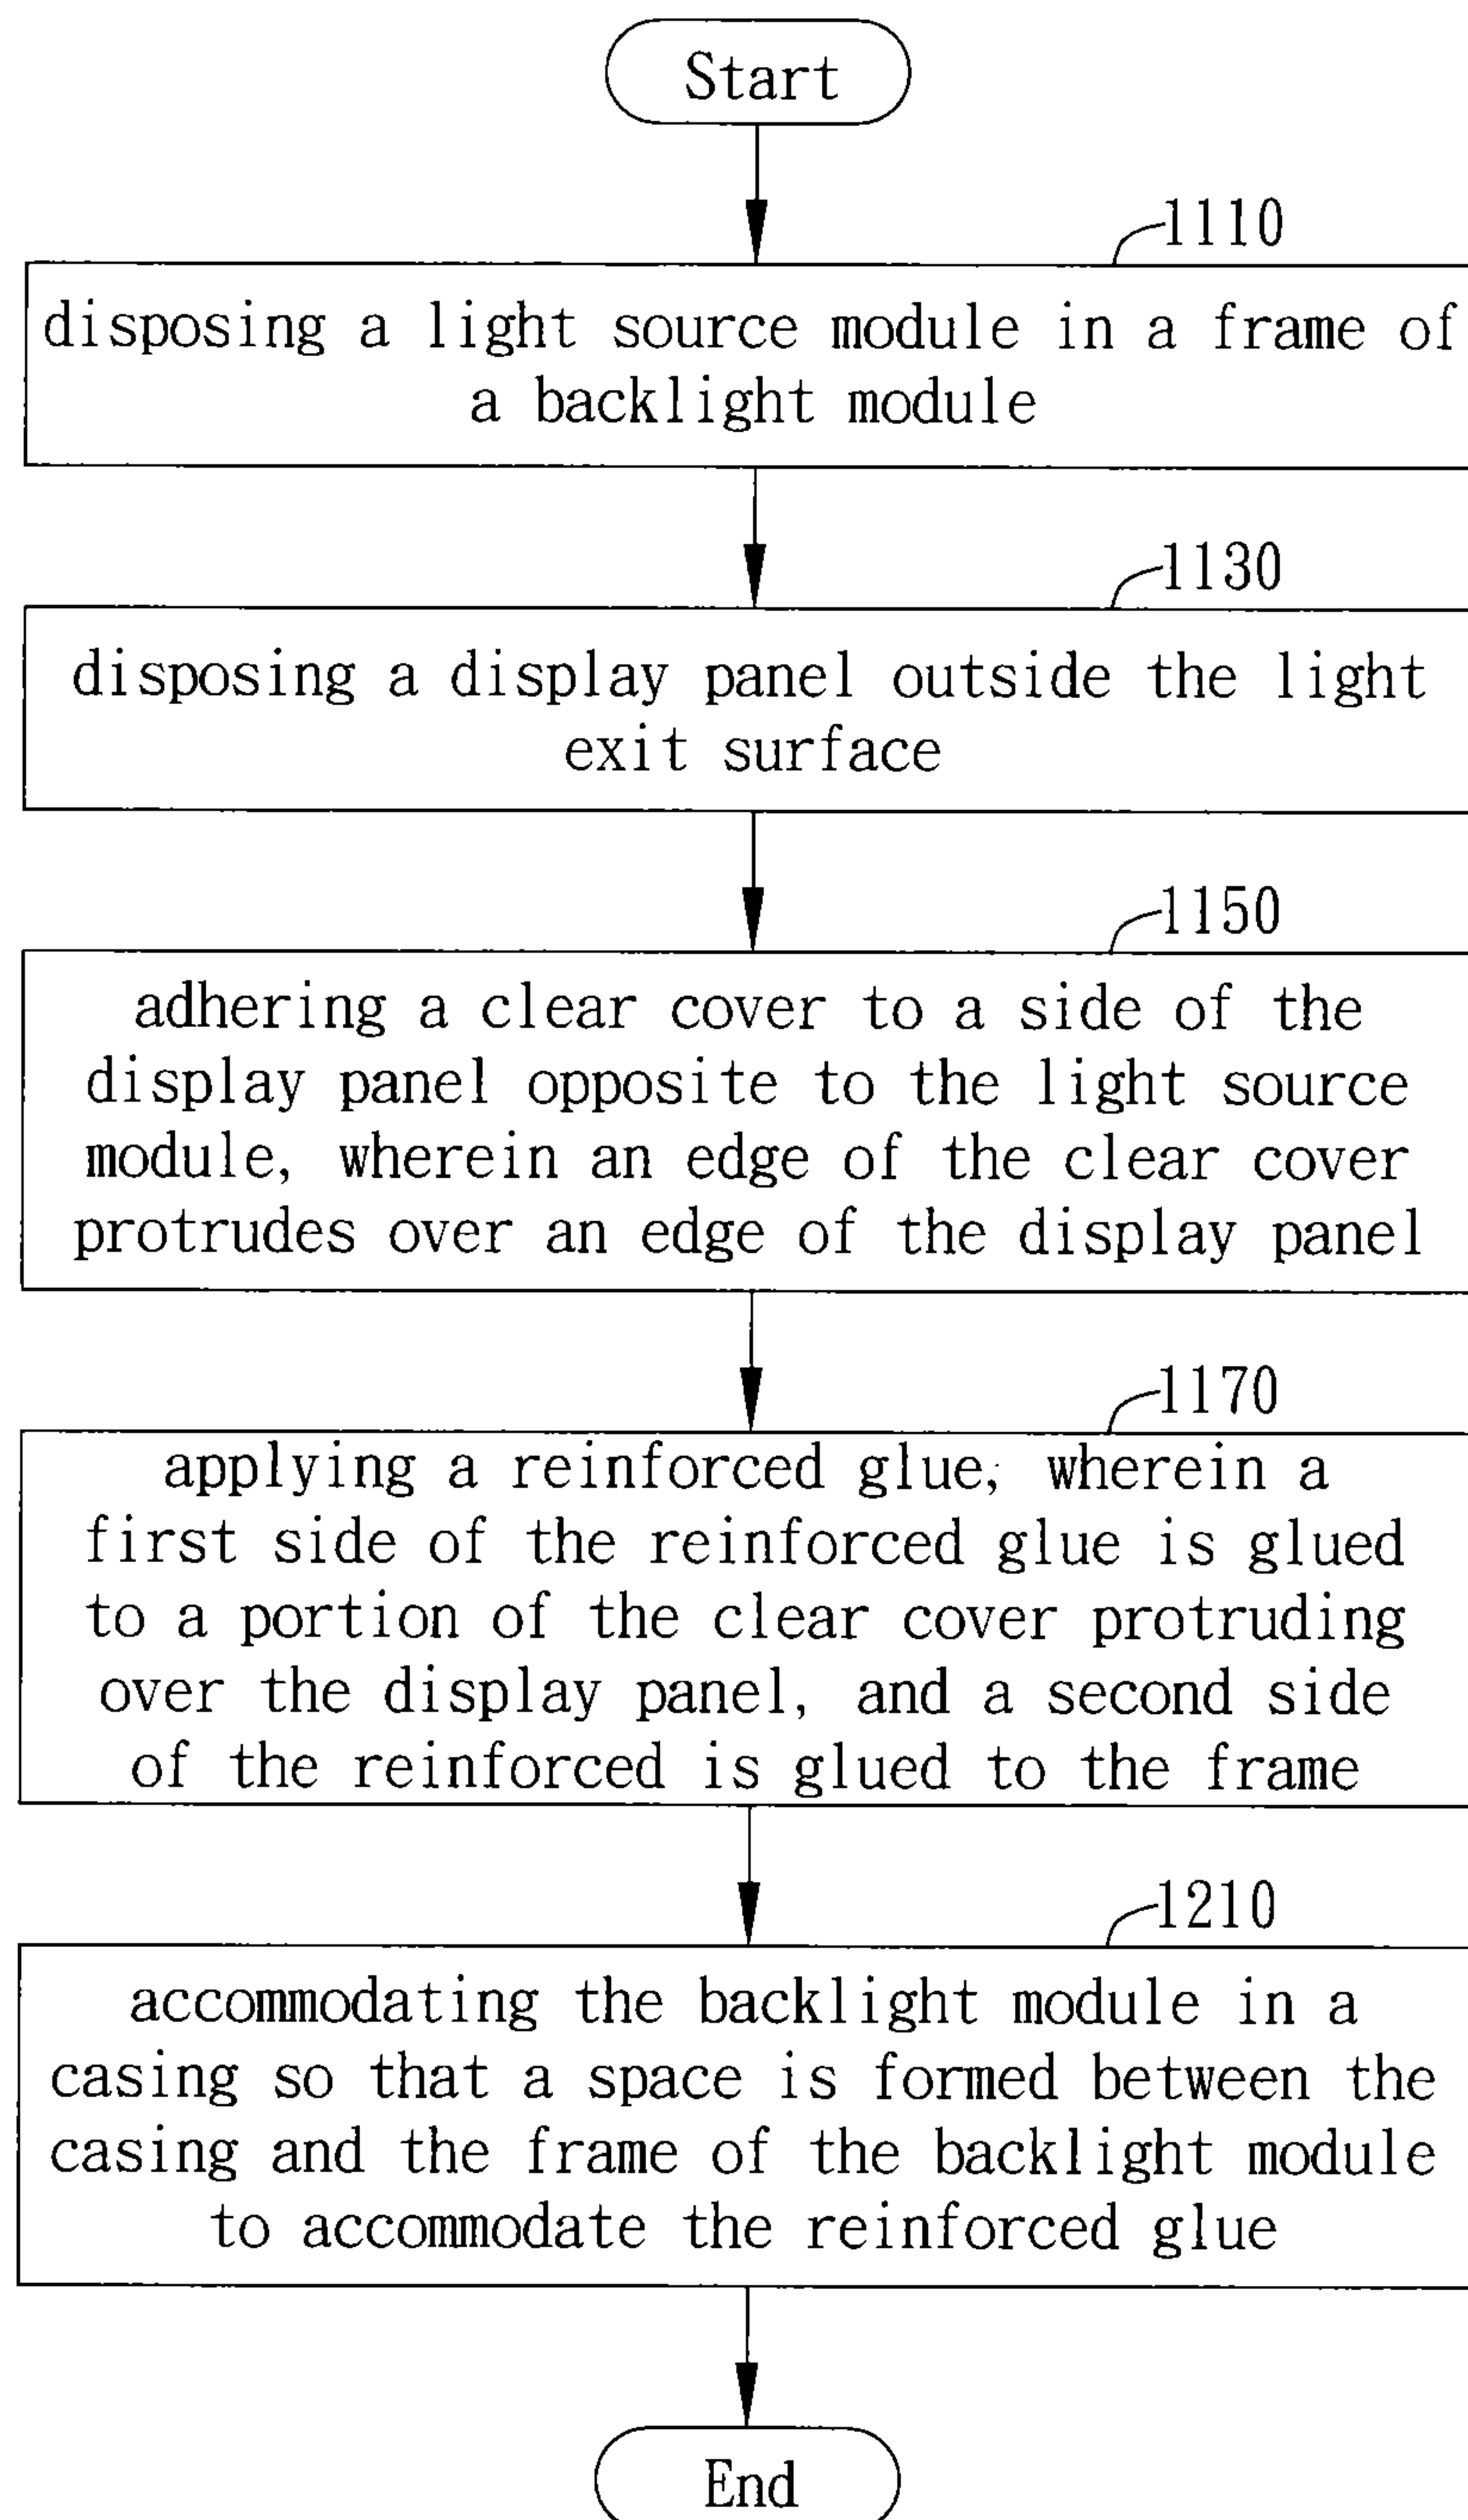 Start
1110
disposing a light source module in a frame of
a backlight module
1130
disposing a display panel outside the light
exit surface
1150
adhering a clear cover to a side of the
display panel opposite to the light source
module, wherein an edge of the clear cover
protrudes over an edge of the display panel
1170
applying a reinforced glue; wherein a
first side of the reinforced glue is glued
to a portion of the clear cover protruding
over the display panel, and a second side
of the reinforced is glued to the frame
1210
accommodating the backlight module in a
casing so that a space is formed between the
casing and the frame of the backlight module
to accommodate the reinforced glue
End